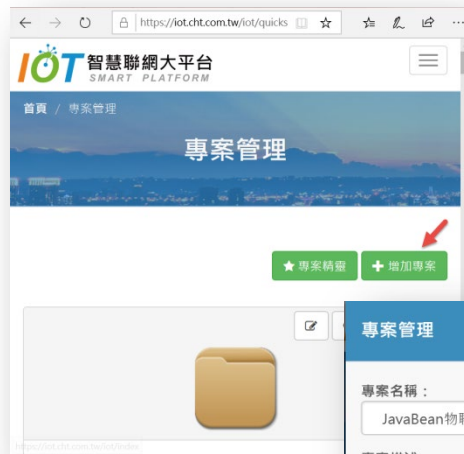 https://iot.cht.com.tw/iot/quicks
IOT 智慧聯網大平台
SMART PLATFORM
首頁 / 專案管理
專案管理
專案精靈
增加專案
專案管理
專案名稱：
JavaBean物聯
https://iot.cht.com.tw/iot/index